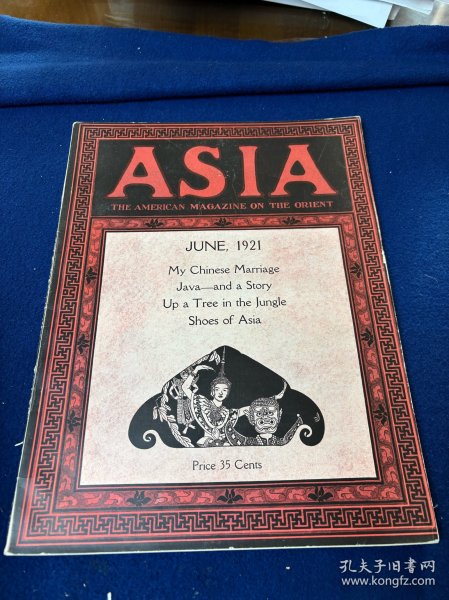 ASIA
THE AMERICAN MAGAZINE ON THE ORIENT
JUNE, 1921
My Chinese Marriage
Java—and a Story
Up a Tree in the Jungle
Shoes of Asia
Price 35 Cents
孔夫子旧书网
www.kongfz.com